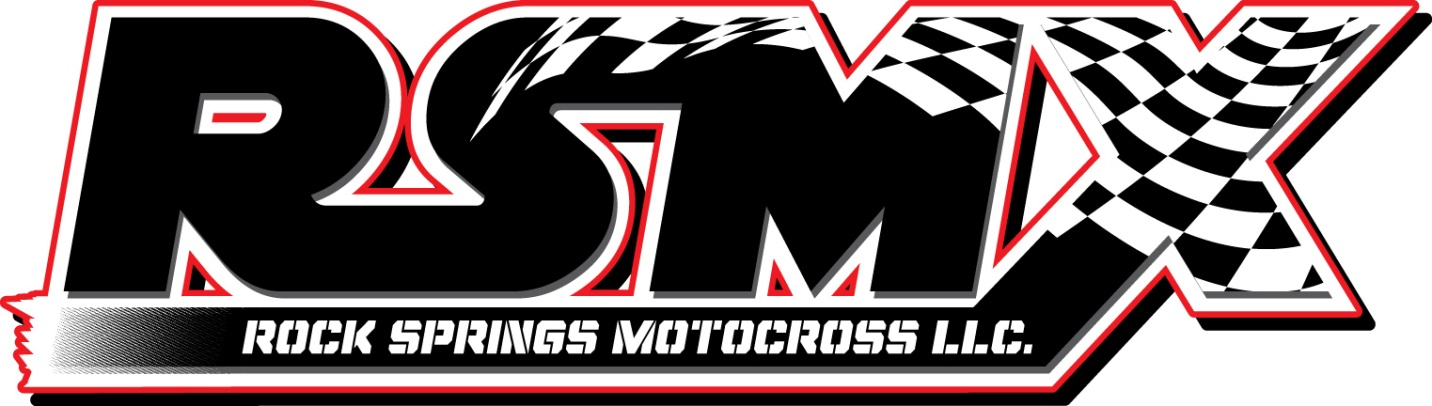 RSMX
ROCK SPRINGS MOTOCROSS LLC.